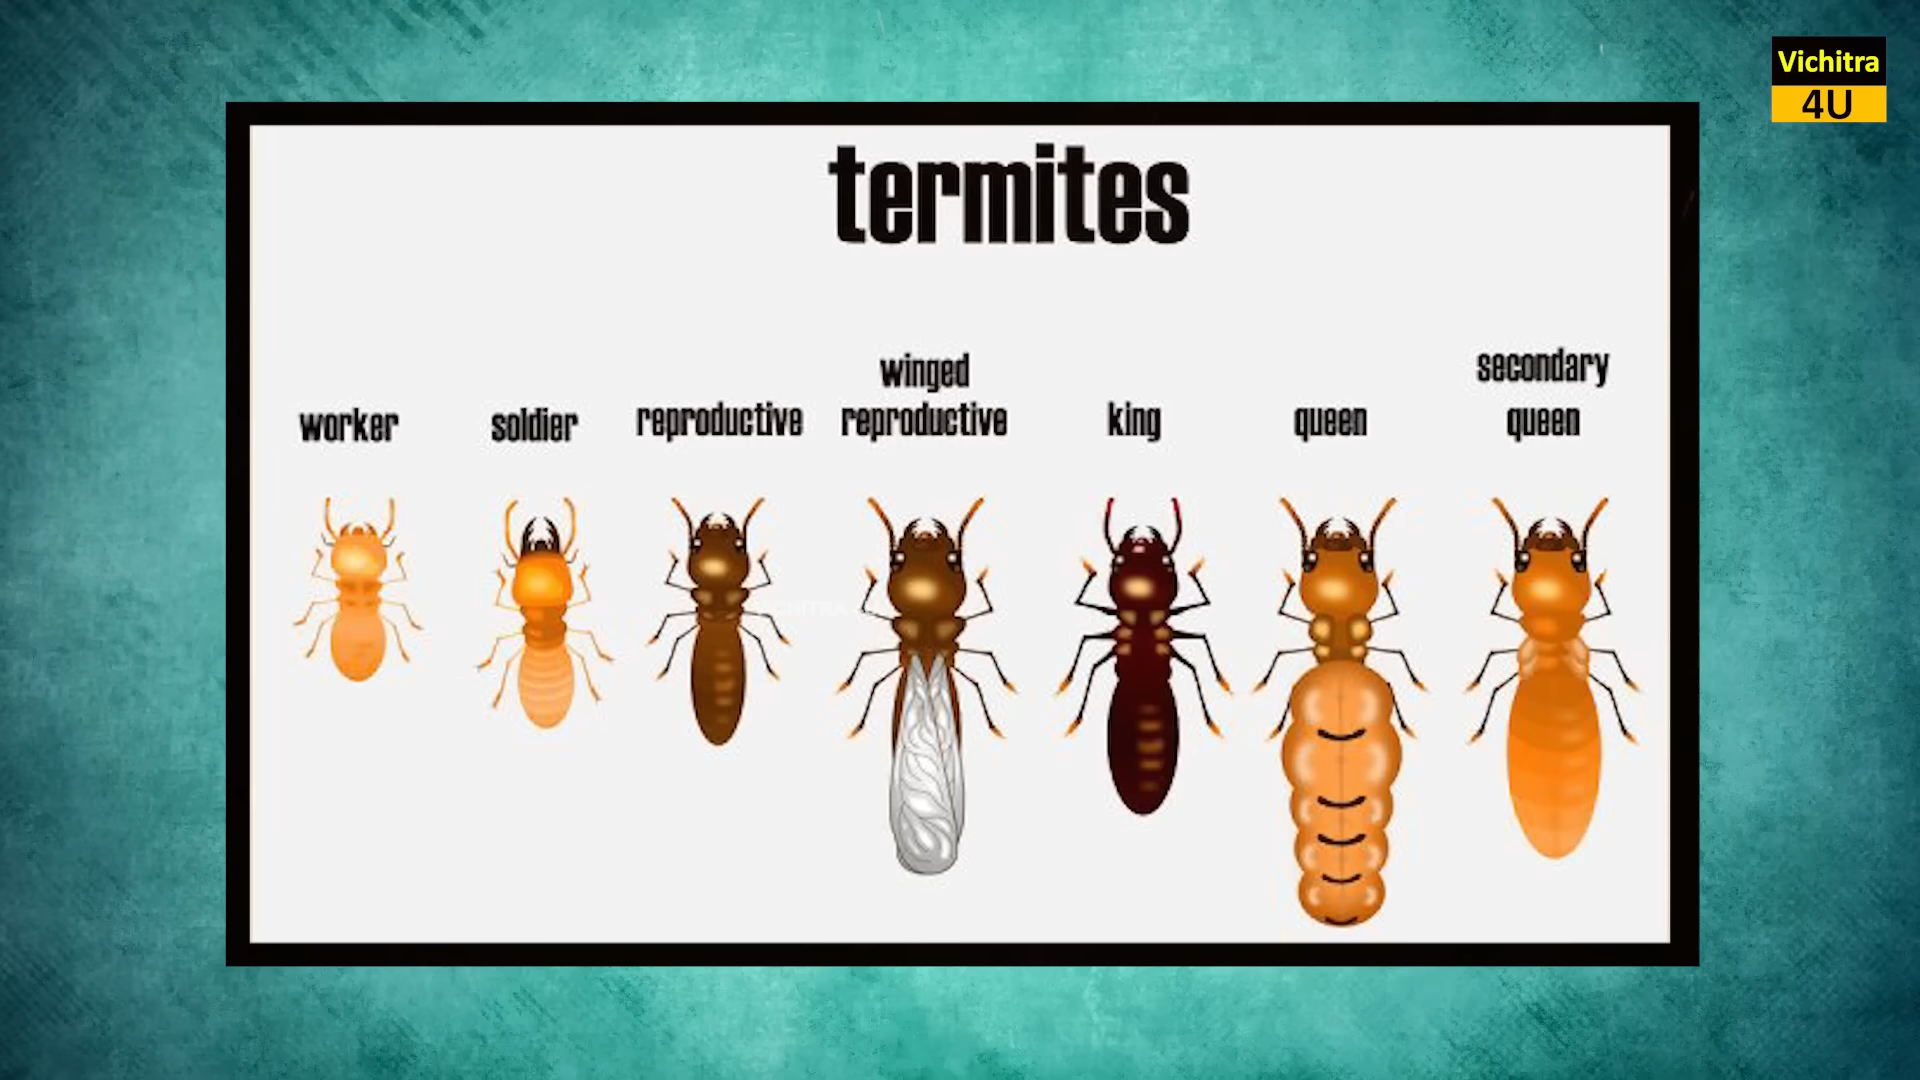 Vichitra
4U
termites
worker
soldier
reproductive
winged
reproductive
king
queen
secondary
queen